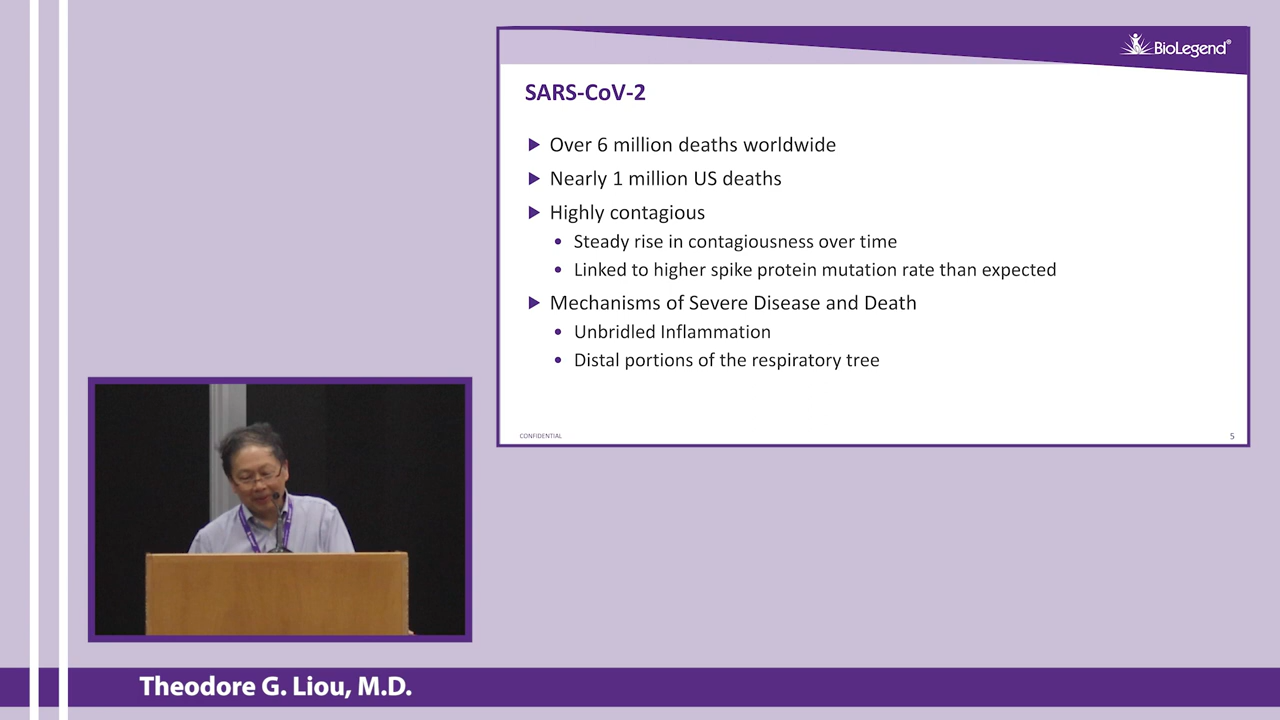 BioLegend®
SARS-CoV-2
Over 6 million deaths worldwide
Nearly 1 million US deaths
Highly contagious
Steady rise in contagiousness over time
Linked to higher spike protein mutation rate than expected
Mechanisms of Severe Disease and Death
Unbridled Inflammation
Distal portions of the respiratory tree
CONFIDENTIAL
5
Theodore G. Liou, M.D.